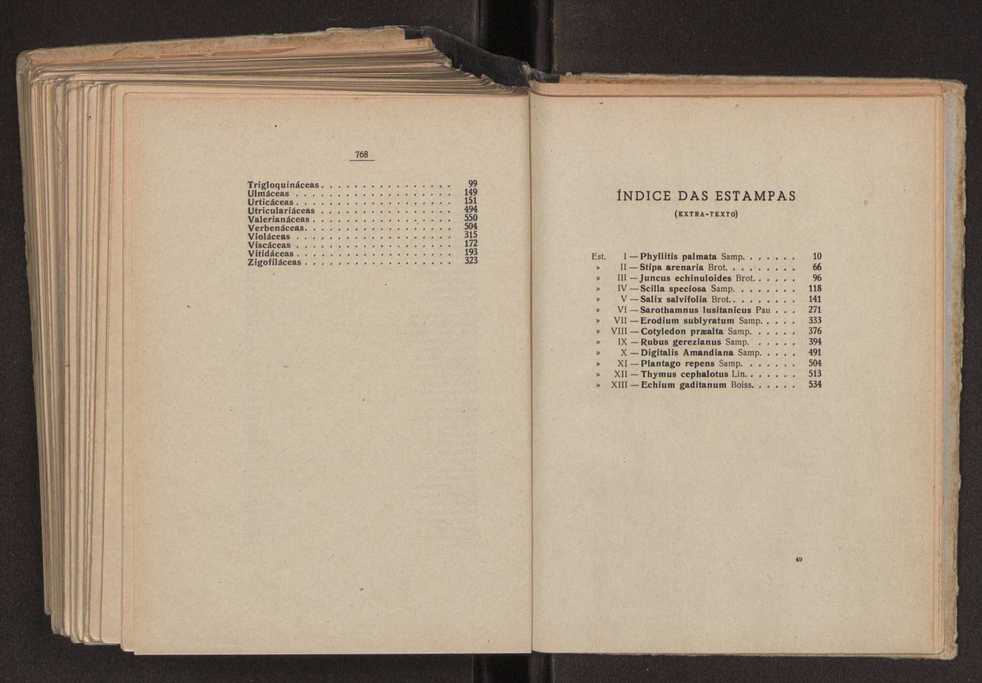 768
Trigloquináceas . . . . . . . . . . . . . . . . 99
Ulmáceas . . . . . . . . . . . . . . . . . . . 149
Urticáceas . . . . . . . . . . . . . . . . . . . 151
Utriculariáceas . . . . . . . . . . . . . . . . 494
Valerianáceas . . . . . . . . . . . . . . . . . 550
Verbenáceas . . . . . . . . . . . . . . . . . . 504
Violáceas . . . . . . . . . . . . . . . . . . . 315
Viscáceas . . . . . . . . . . . . . . . . . . . 172
Vitidáceas . . . . . . . . . . . . . . . . . . . 193
Zigofiláceas . . . . . . . . . . . . . . . . . . 323
ÍNDICE DAS ESTAMPAS
(EXTRA-TEXTO)
Est. I — Phyllitis palmata Samp. . . . . . . 10
» II — Stipa arenaria Brot. . . . . . . . . 66
» III — Juncus echinuloides Brot. . . . . . 96
» IV — Scilla speciosa Samp. . . . . . . . 118
» V — Salix salvifolia Brot. . . . . . . . . 141
» VI — Sarothamnus lusitanicus Pau . . . 271
» VII — Erodium sublyratum Samp. . . . . 333
» VIII — Cotyledon præalta Samp. . . . . . 376
» IX — Rubus gerezianus Samp. . . . . . 394
» X — Digitalis Amandiana Samp. . . . . 491
» XI — Plantago repens Samp. . . . . . . 504
» XII — Thymus cephalotus Lin. . . . . . . 513
» XIII — Echium gaditanum Boiss. . . . . . 534
49